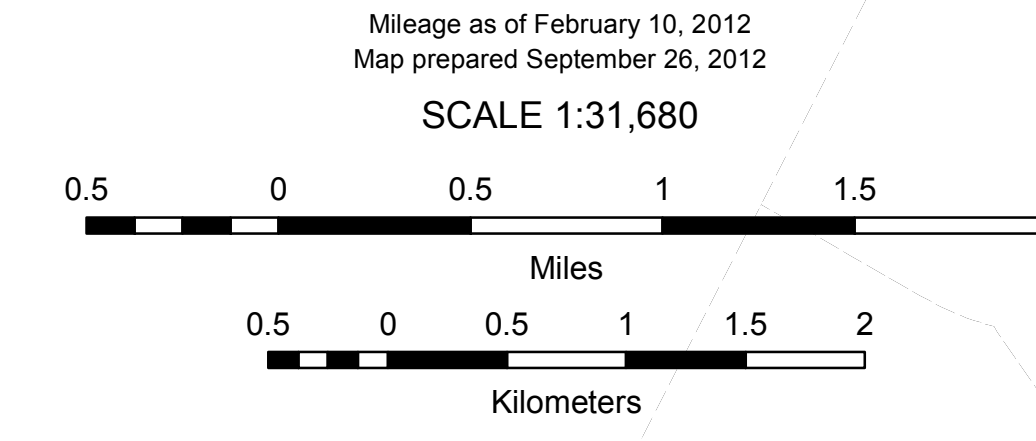 Mileage as of February 10, 2012
Map prepared September 26, 2012
SCALE 1:31,680
0.5 0 0.5 1 1.5
Miles
0.5 0 0.5 1 1.5 2
Kilometers